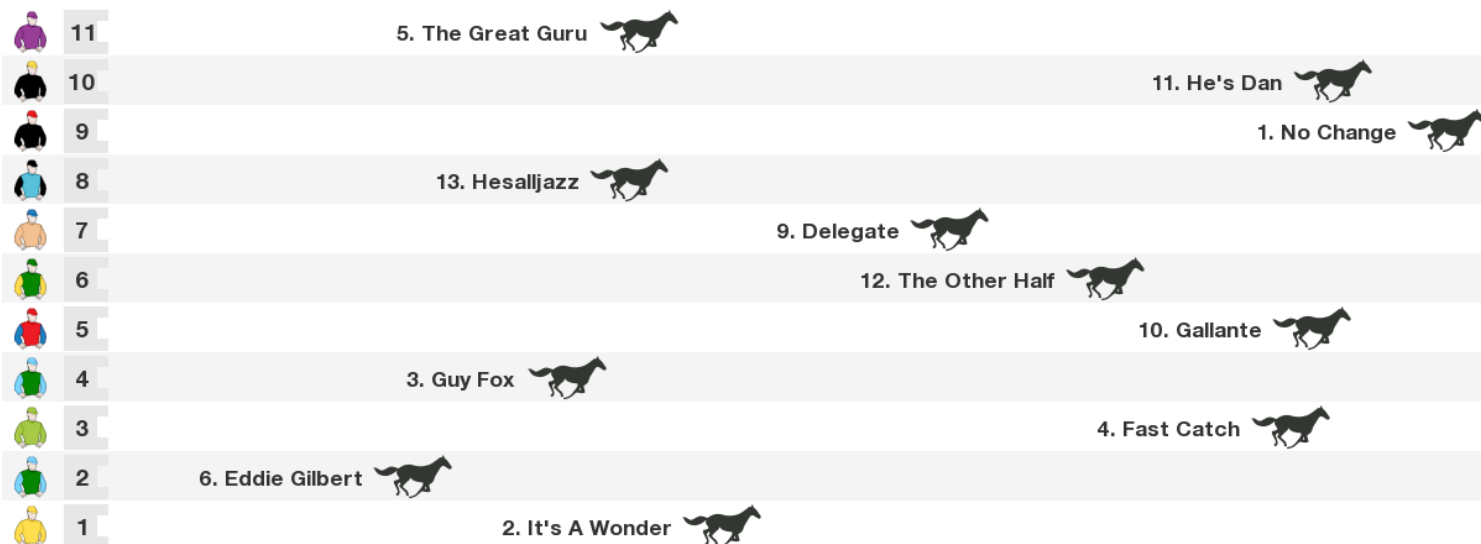 11 5. The Great Guru
10 11. He's Dan
9 1. No Change
8 13. Hesalljazz
7 9. Delegate
6 12. The Other Half
5 10. Gallante
4 3. Guy Fox
3 4. Fast Catch
2 6. Eddie Gilbert
1 2. It's A Wonder